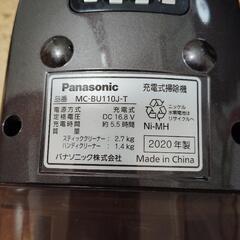 Panasonic 充電式掃除機
品番 MC-BU110J-T
電源方式 充電式
定格電圧 DC 16.8 V
充電時間 約 5.5 時間
質量
スティッククリーナー: 2.7 kg
ハンディクリーナー: 1.4 kg
パナソニック株式会社
Ni-MH
ニッケル
水素電池は
リサイクルへ
2020 年製
Made in China